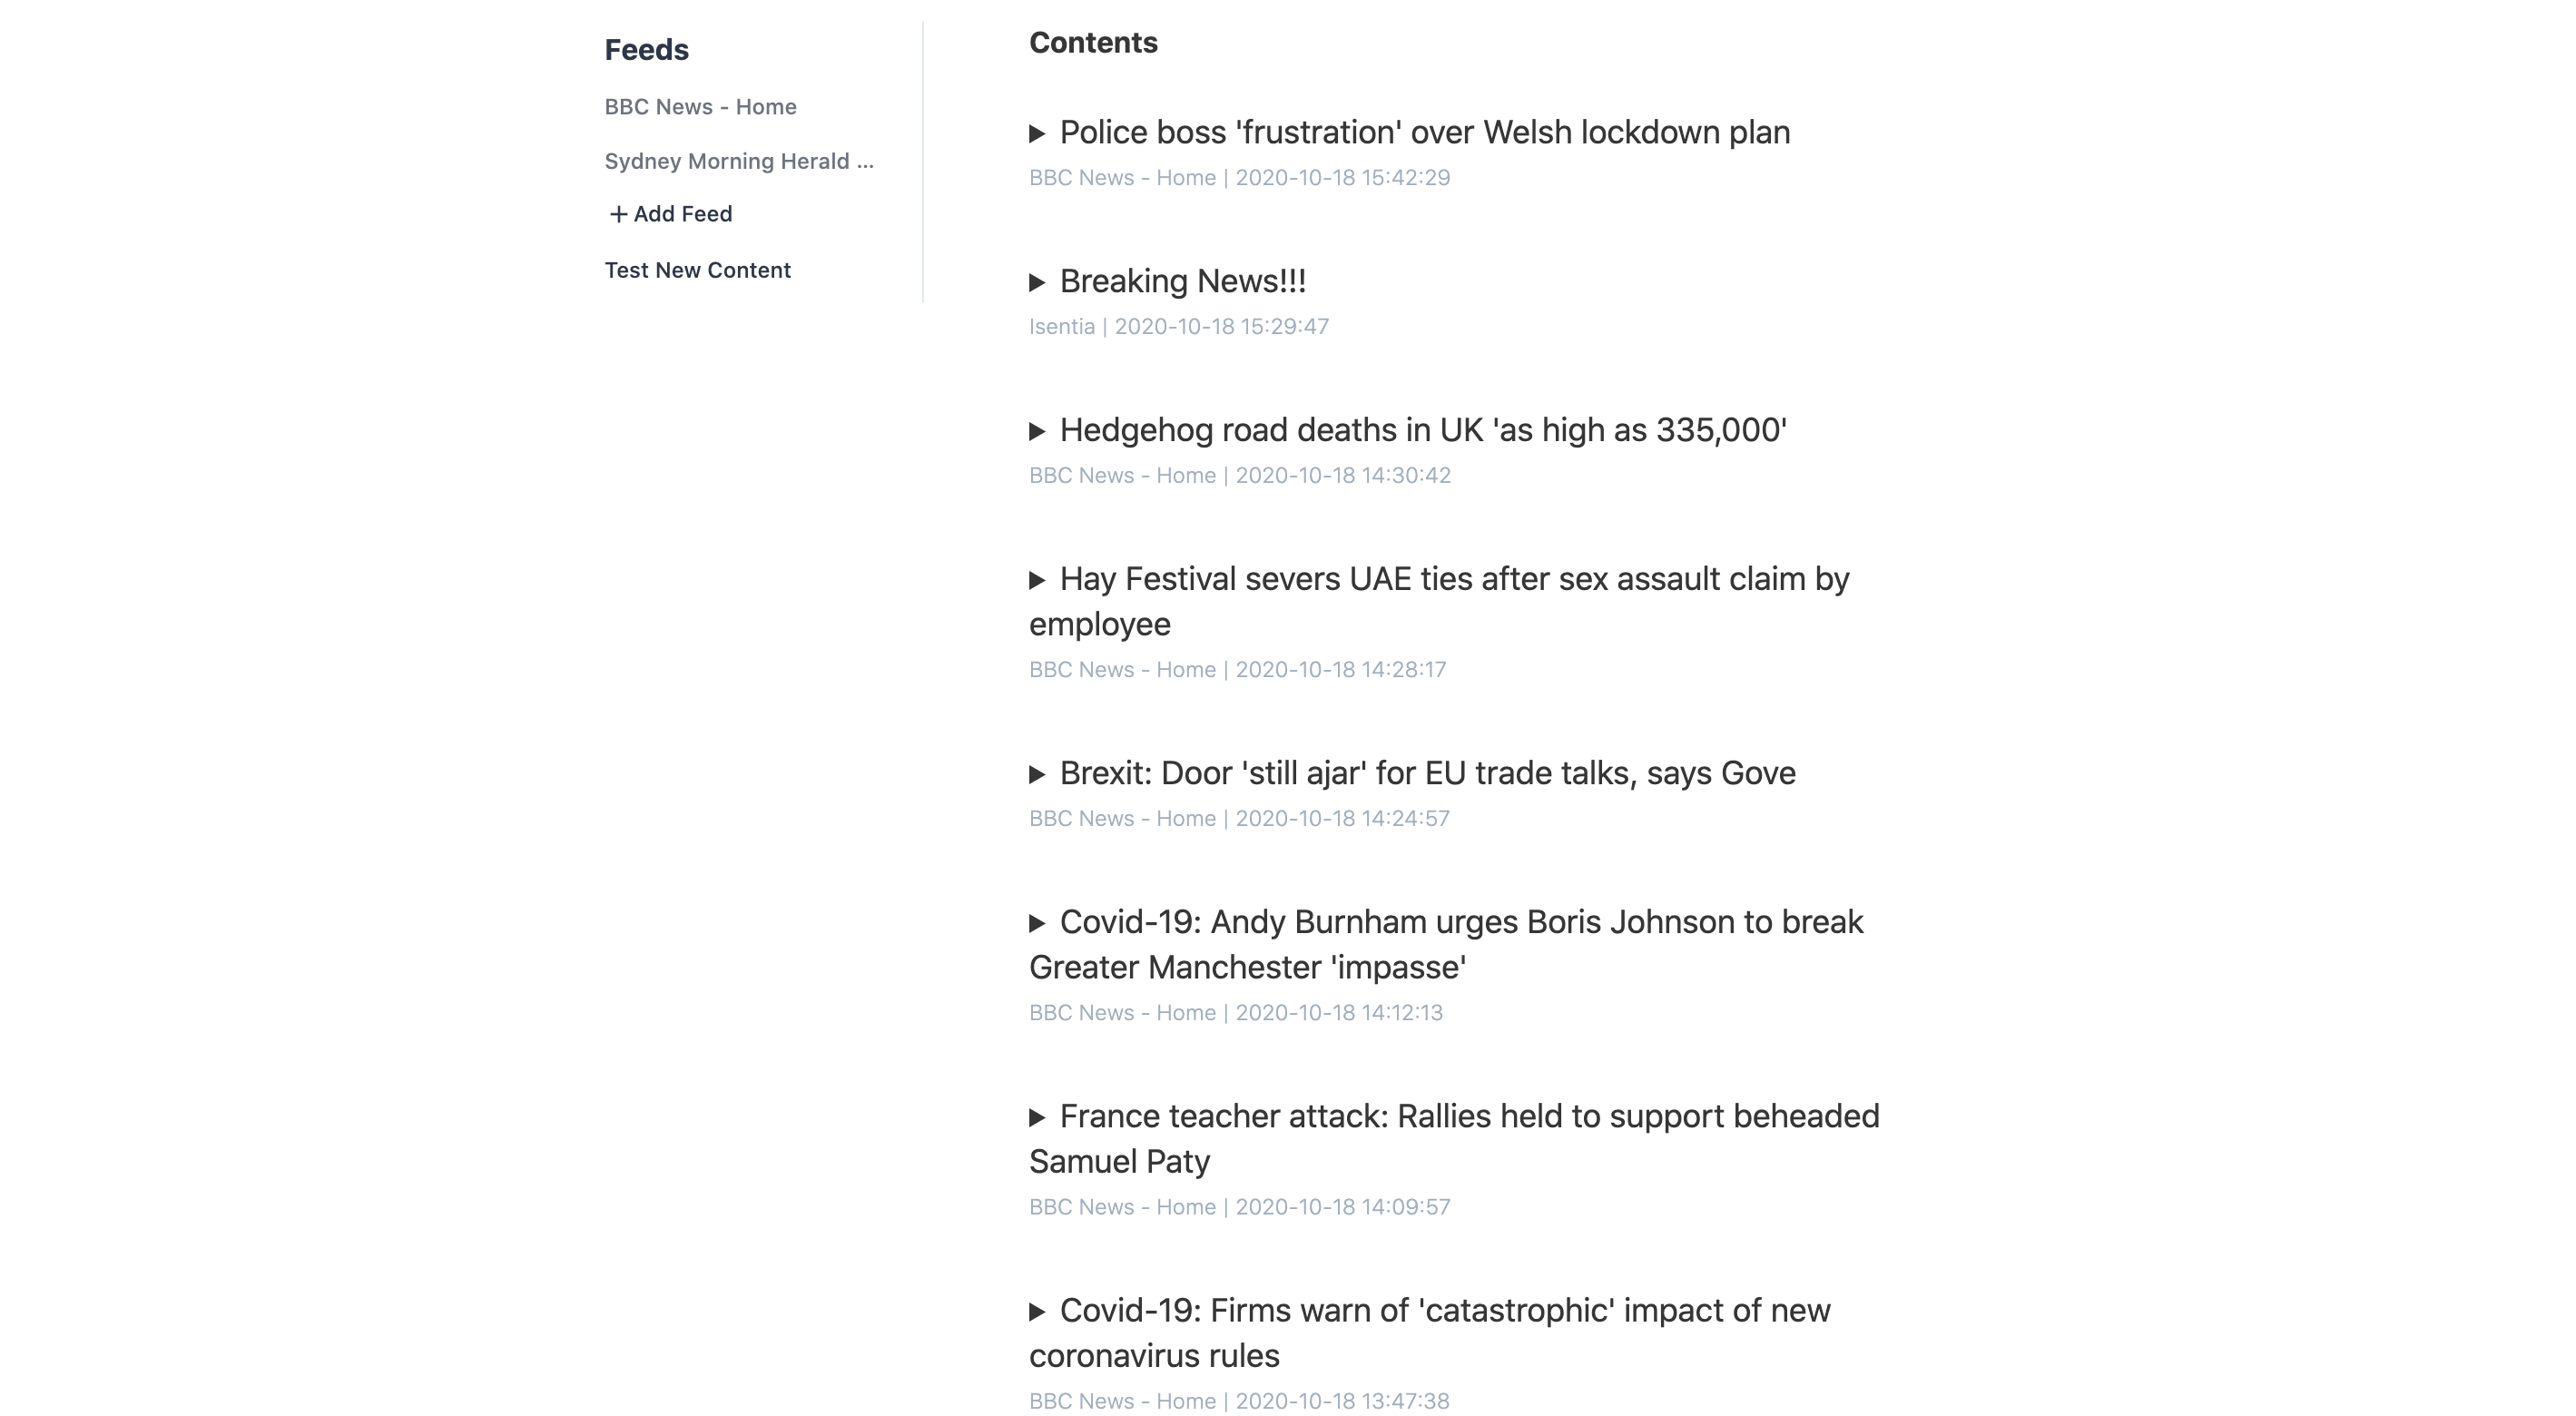 Feeds
BBC News - Home
Sydney Morning Herald ...
+ Add Feed
Test New Content
Contents
▶ Police boss 'frustration' over Welsh lockdown plan
BBC News - Home | 2020-10-18 15:42:29
▶ Breaking News!!!
Isentia | 2020-10-18 15:29:47
▶ Hedgehog road deaths in UK 'as high as 335,000'
BBC News - Home | 2020-10-18 14:30:42
▶ Hay Festival severs UAE ties after sex assault claim by
employee
BBC News - Home | 2020-10-18 14:28:17
▶ Brexit: Door 'still ajar' for EU trade talks, says Gove
BBC News - Home | 2020-10-18 14:24:57
▶ Covid-19: Andy Burnham urges Boris Johnson to break
Greater Manchester 'impasse'
BBC News - Home | 2020-10-18 14:12:13
▶ France teacher attack: Rallies held to support beheaded
Samuel Paty
BBC News - Home | 2020-10-18 14:09:57
▶ Covid-19: Firms warn of 'catastrophic' impact of new
coronavirus rules
BBC News - Home | 2020-10-18 13:47:38